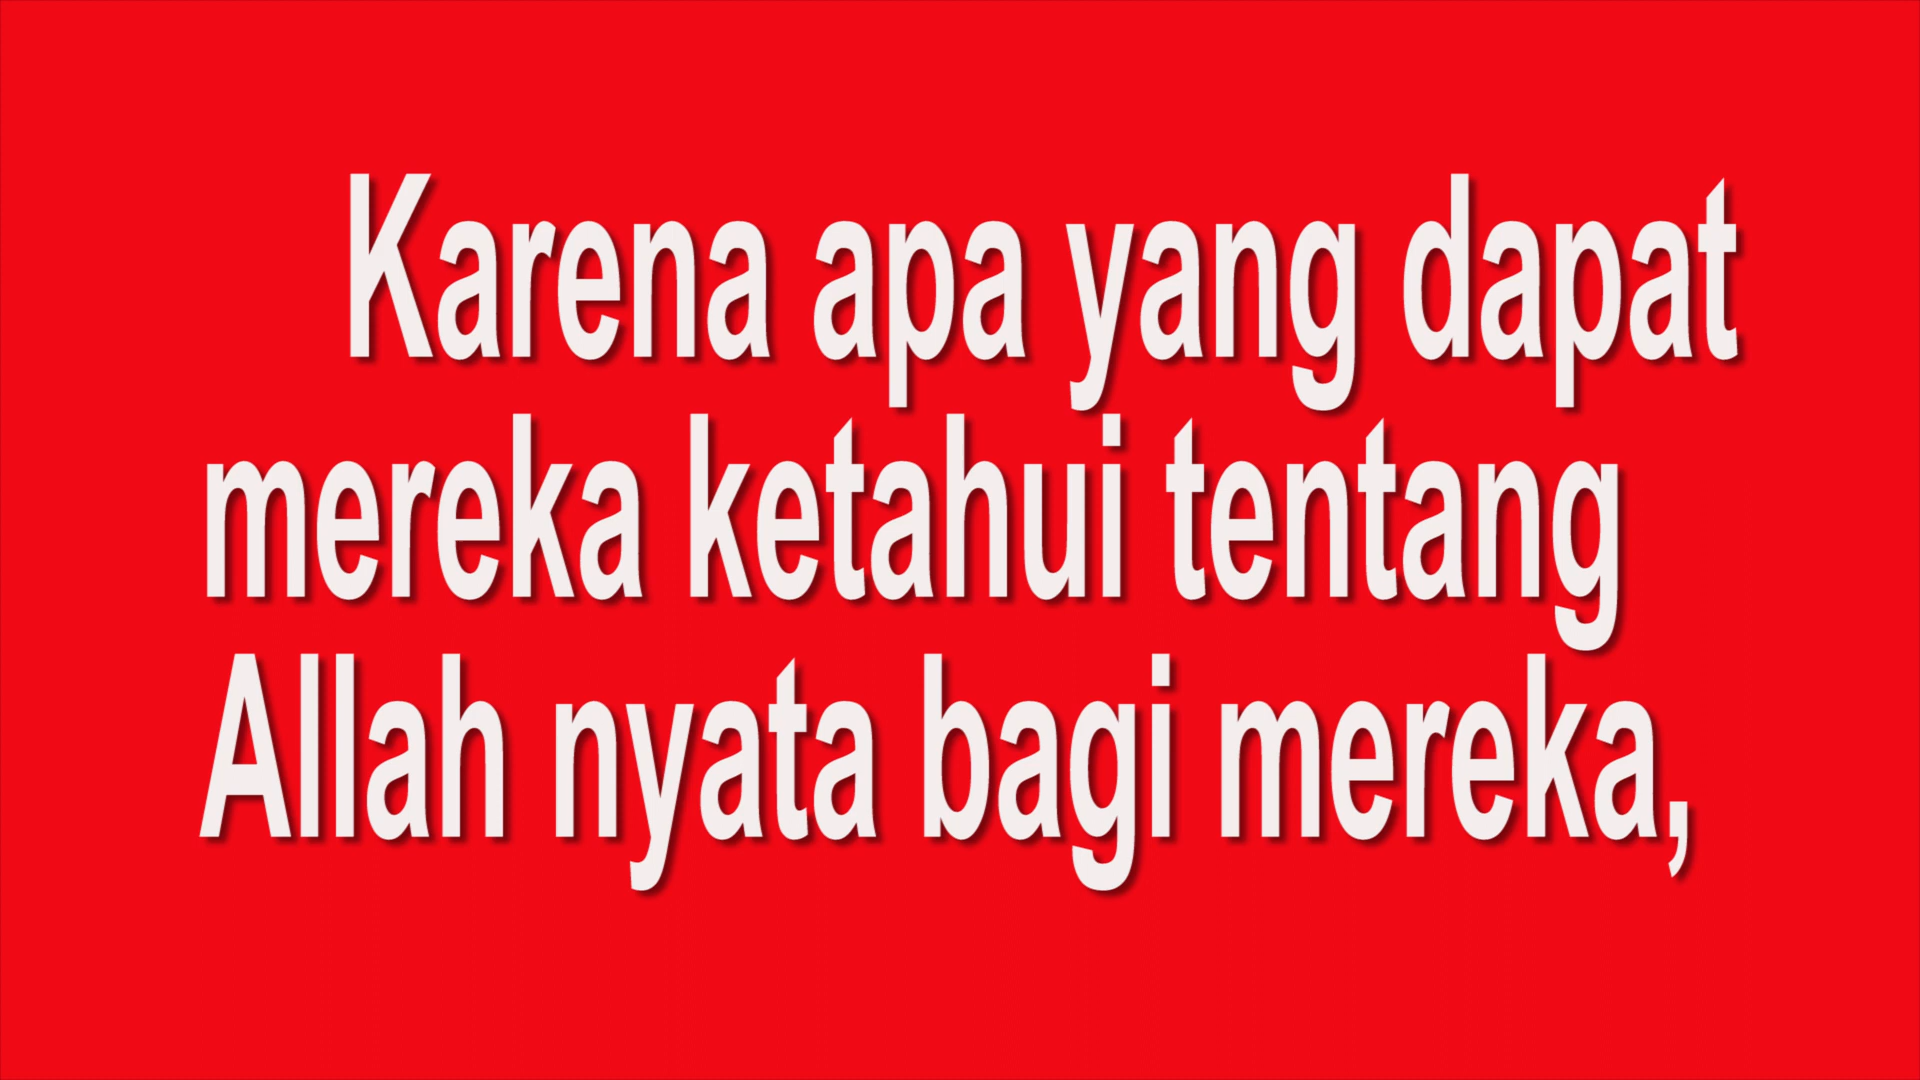 Karena apa yang dapat
mereka ketahui tentang
Allah nyata bagi mereka,